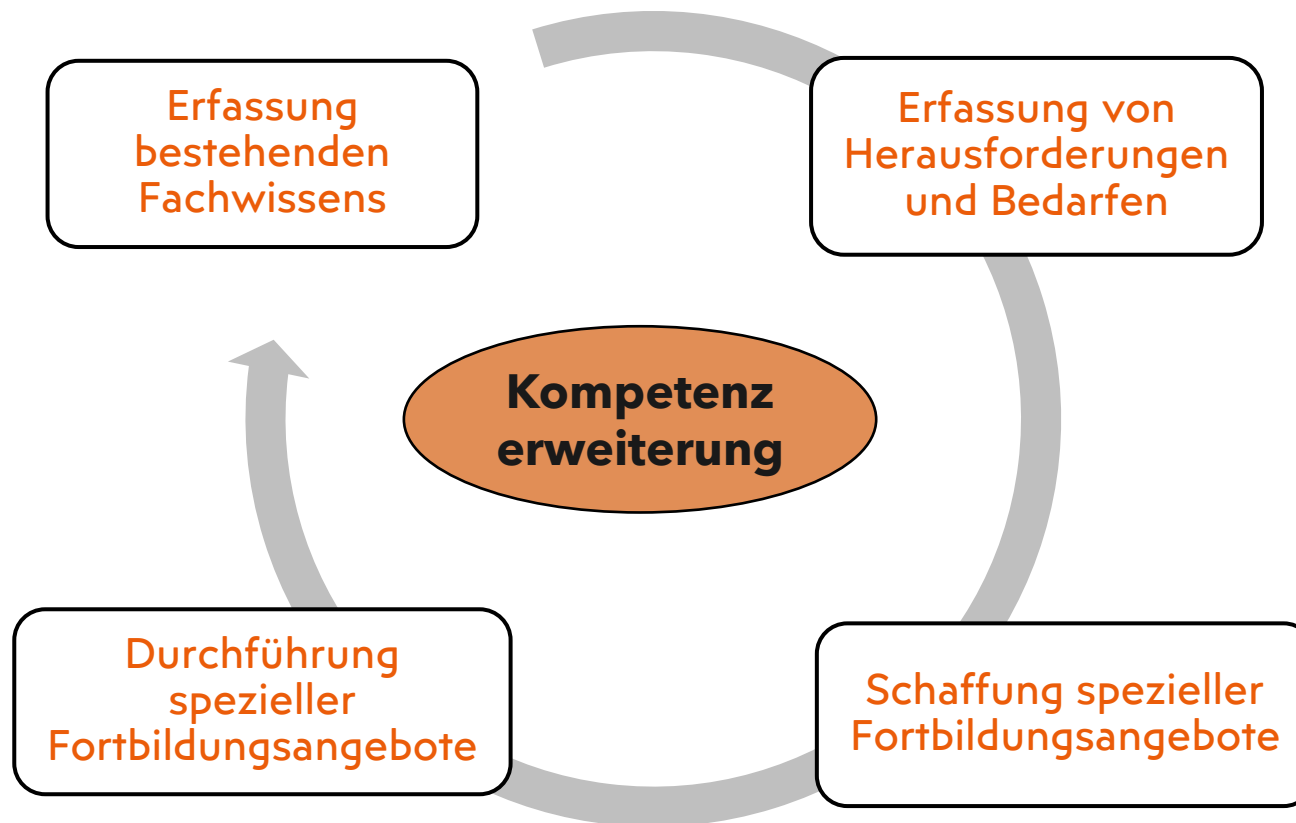 Erfassung
bestehenden
Fachwissens
Erfassung von
Herausforderungen
und Bedarfen
Kompetenz
erweiterung
Durchführung
spezieller
Fortbildungsangebote
Schaffung spezieller
Fortbildungsangebote